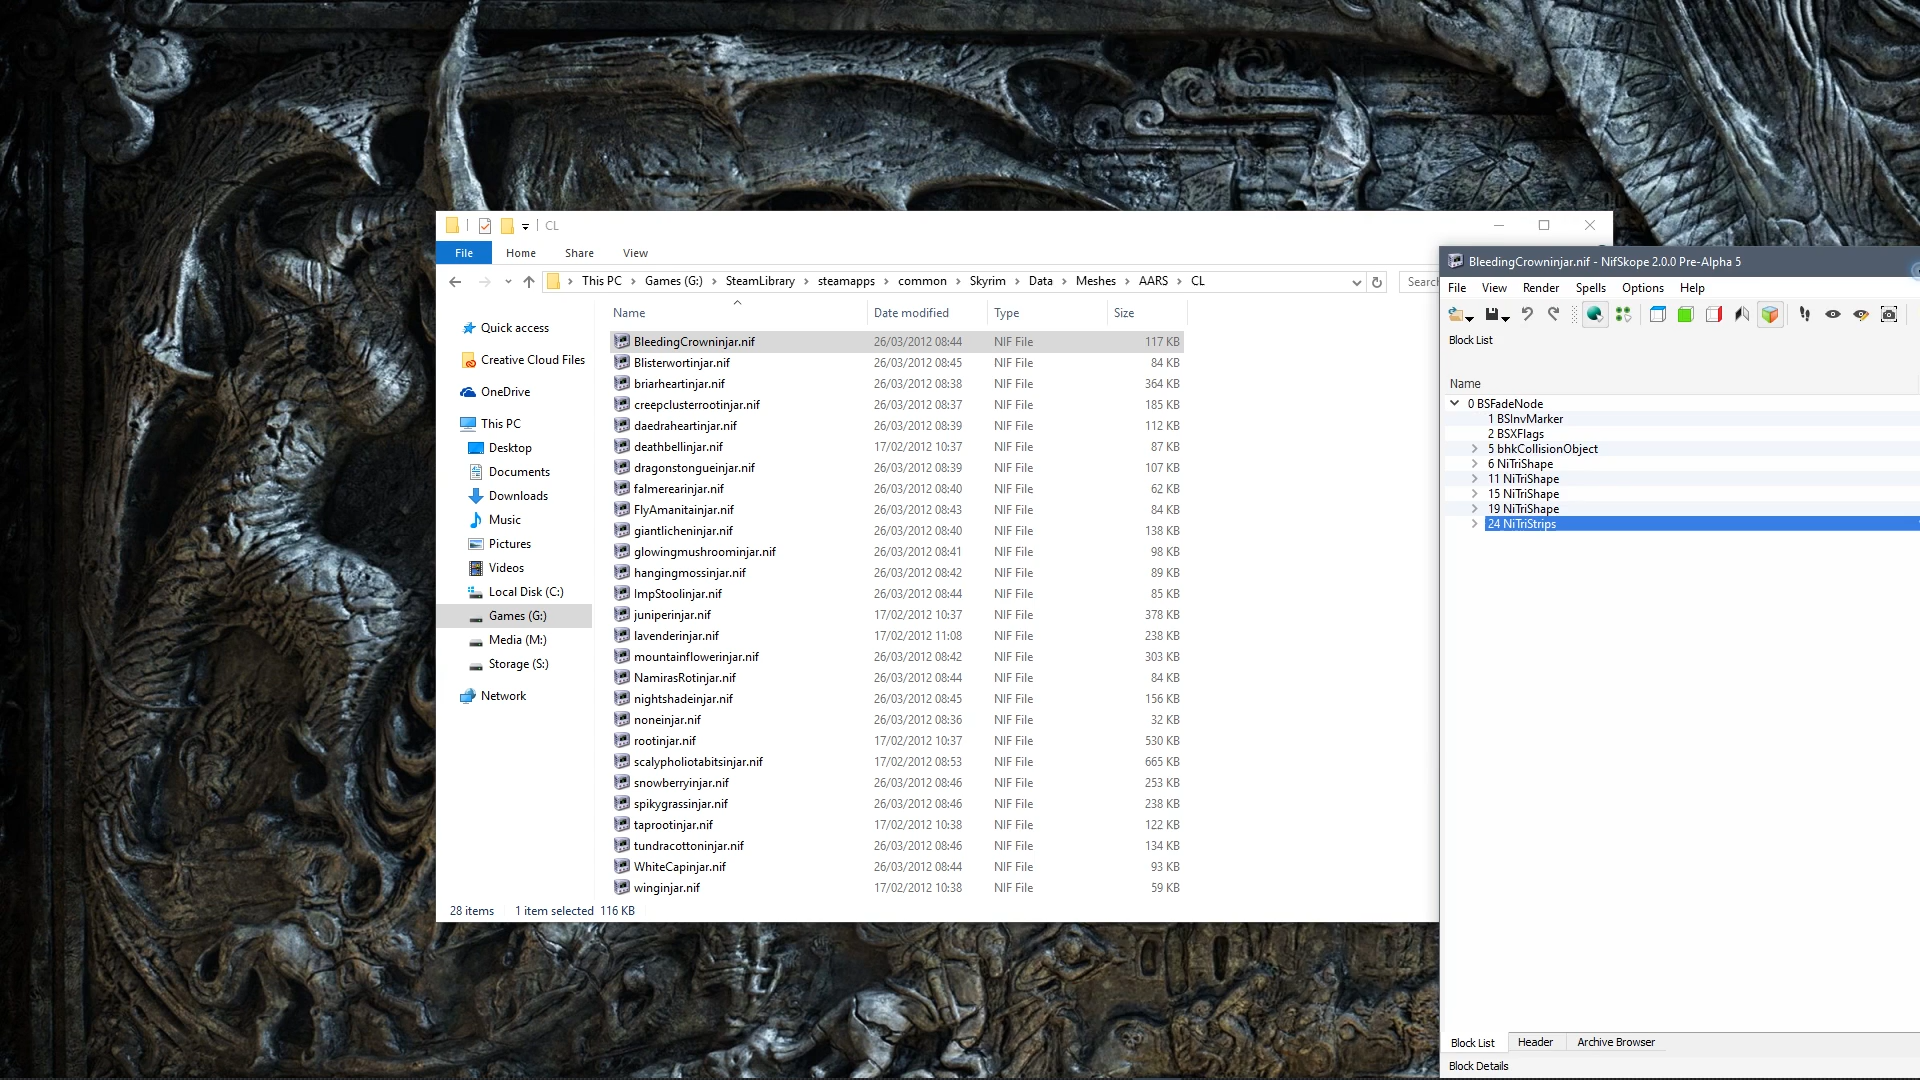 CL
File Home Share View
This PC Games (G:) SteamLibrary steamapps common Skyrim Data Meshes AARS CL
Name Date modified Type Size
Quick access
Creative Cloud Files
OneDrive
This PC
Desktop
Documents
Downloads
Music
Pictures
Videos
Local Disk (C:)
Games (G:)
Media (M:)
Storage (S:)
Network
BleedingCrowninjar.nif 26/03/2012 08:44 NIF File 117 KB
Blisterwortinjar.nif 26/03/2012 08:45 NIF File 84 KB
briarheartinjar.nif 26/03/2012 08:38 NIF File 364 KB
creepclusterrootinjar.nif 26/03/2012 08:37 NIF File 185 KB
daedraheartinjar.nif 26/03/2012 08:39 NIF File 112 KB
deathbellinjar.nif 17/02/2012 10:37 NIF File 87 KB
dragonstongueinjar.nif 26/03/2012 08:39 NIF File 107 KB
falmerearinjar.nif 26/03/2012 08:40 NIF File 62 KB
FlyAmanitainjar.nif 26/03/2012 08:43 NIF File 84 KB
giantlicheninjar.nif 26/03/2012 08:40 NIF File 138 KB
glowingmushroominjar.nif 26/03/2012 08:41 NIF File 98 KB
hangingmossinjar.nif 26/03/2012 08:42 NIF File 89 KB
ImpStoolinjar.nif 26/03/2012 08:44 NIF File 85 KB
juniperinjar.nif 17/02/2012 10:37 NIF File 378 KB
lavenderinjar.nif 17/02/2012 11:08 NIF File 238 KB
mountainflowerinjar.nif 26/03/2012 08:42 NIF File 303 KB
NamirasRotinjar.nif 26/03/2012 08:44 NIF File 84 KB
nightshadeinjar.nif 26/03/2012 08:45 NIF File 156 KB
noneinjar.nif 26/03/2012 08:36 NIF File 32 KB
rootinjar.nif 17/02/2012 10:37 NIF File 530 KB
scalypholiotabitsinjar.nif 17/02/2012 08:53 NIF File 665 KB
snowberryinjar.nif 26/03/2012 08:46 NIF File 253 KB
spikygrassinjar.nif 26/03/2012 08:46 NIF File 238 KB
taprootinjar.nif 17/02/2012 10:38 NIF File 122 KB
tundracottoninjar.nif 26/03/2012 08:46 NIF File 134 KB
WhiteCapinjar.nif 26/03/2012 08:44 NIF File 93 KB
winginjar.nif 17/02/2012 10:38 NIF File 59 KB
28 items 1 item selected 116 KB
BleedingCrowninjar.nif - NifSkope 2.0.0 Pre-Alpha 5
File View Render Spells Options Help
Block List
Name
0 BSFadeNode
1 BSInvMarker
2 BSXFlags
5 bhkCollisionObject
6 NiTriShape
11 NiTriShape
15 NiTriShape
19 NiTriShape
24 NiTriStrips
Block List Header Archive Browser
Block Details